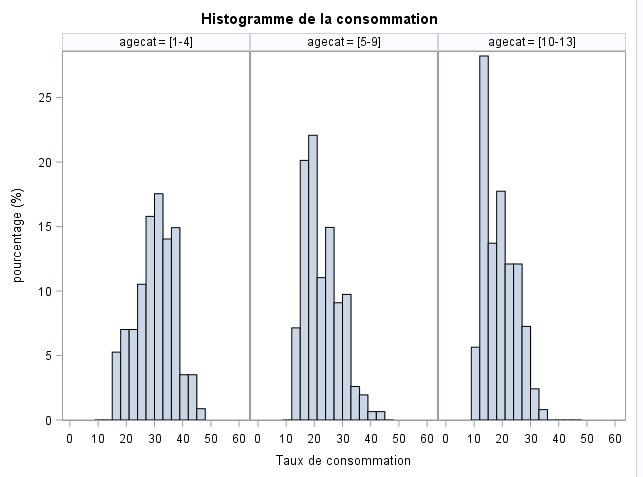 Histogramme de la consommation
agecat = [1-4] agecat = [5-9] agecat = [10-13]
25
20
15
10
5
0
pourcentage (%)
0 10 20 30 40 50 60 0 10 20 30 40 50 60 0 10 20 30 40 50 60
Taux de consommation